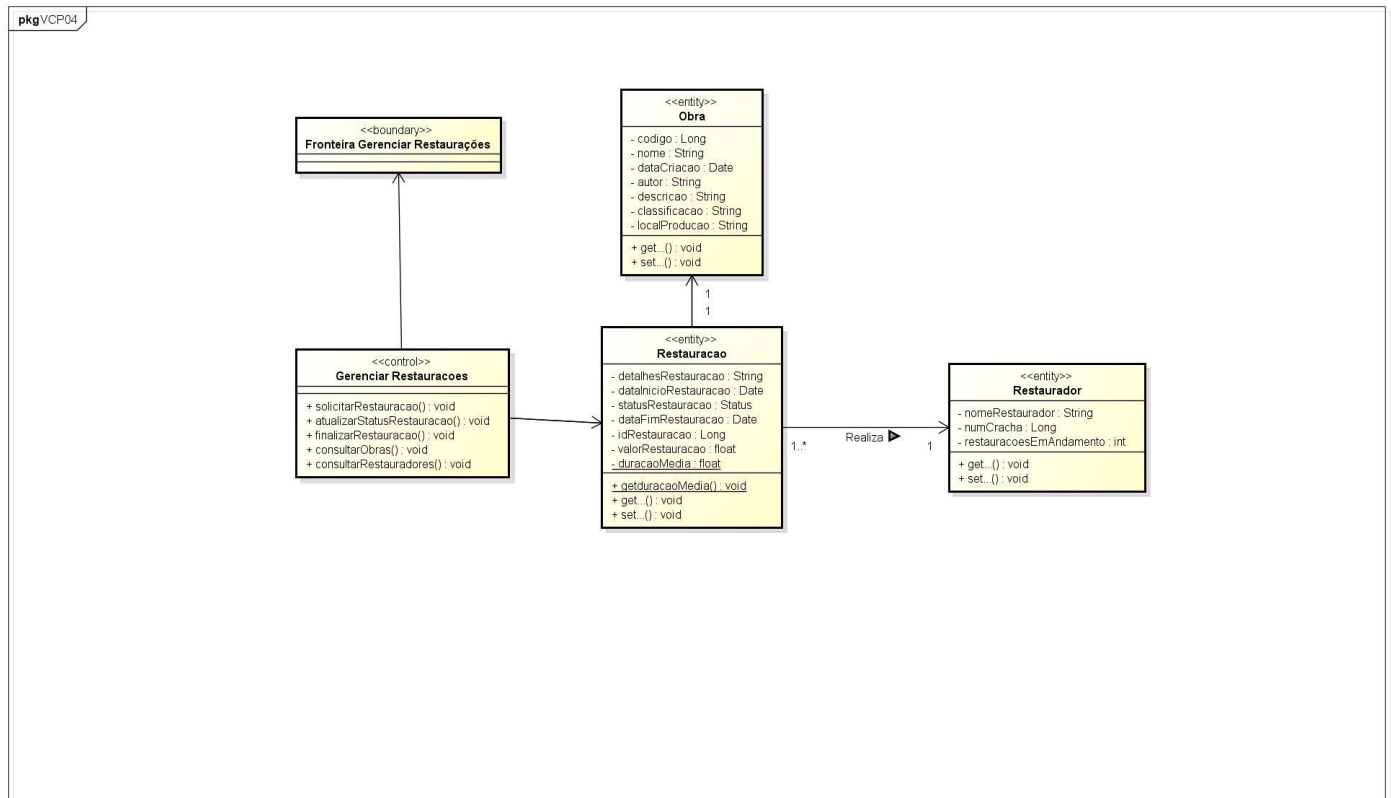 pkg VCP04
<<boundary>>
Fronteira Gerenciar Restaurações
<<entity>>
Obra
- codigo : Long
- nome : String
- dataCriacao : Date
- autor : String
- descricao : String
- classificacao : String
- localProducao : String
+ get...() : void
+ set...() : void
1
1
<<control>>
Gerenciar Restauracoes
+ solicitarRestauracao() : void
+ atualizarStatusRestauracao() : void
+ finalizarRestauracao() : void
+ consultarObras() : void
+ consultarRestauradores() : void
<<entity>>
Restauracao
- detalhesRestauracao : String
- dataInicioRestauracao : Date
- statusRestauracao : Status
- dataFimRestauracao : Date
- idRestauracao : Long
- valorRestauracao : float
- duracaoMedia : float
+ getduracaoMedia() : void
+ get...() : void
+ set...() : void
1..*
Realiza
1
<<entity>>
Restaurador
- nomeRestaurador : String
- numCracha : Long
- restauracoesEmAndamento : int
+ get...() : void
+ set...() : void